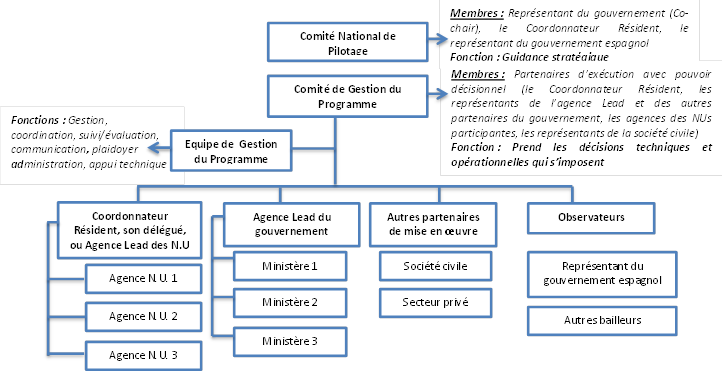 Comité National de
Pilotage
Membres : Représentant du gouvernement (Co-
chair), le Coordonnateur Résident, le
représentant du gouvernement espagnol
Fonction : Guidance stratégique
Comité de Gestion du
Programme
Membres : Partenaires d'exécution avec pouvoir
décisionnel (le Coordonnateur Résident, les
représentants de l'agence Lead et des autres
partenaires du gouvernement, les agences des NUs
participantes, les représentants de la société civile)
Fonction : Prend les décisions techniques et
opérationnelles qui s'imposent
Fonctions : Gestion,
coordination, suivi/évaluation,
communication, plaidoyer
administration, appui technique
Equipe de Gestion
du Programme
Coordonnateur
Résident, son délégué,
ou Agence Lead des N.U
Agence N. U. 1
Agence N. U. 2
Agence N. U. 3
Agence Lead du
gouvernement
Ministère 1
Ministère 2
Ministère 3
Autres partenaires
de mise en œuvre
Société civile
Secteur privé
Observateurs
Représentant du
gouvernement espagnol
Autres bailleurs